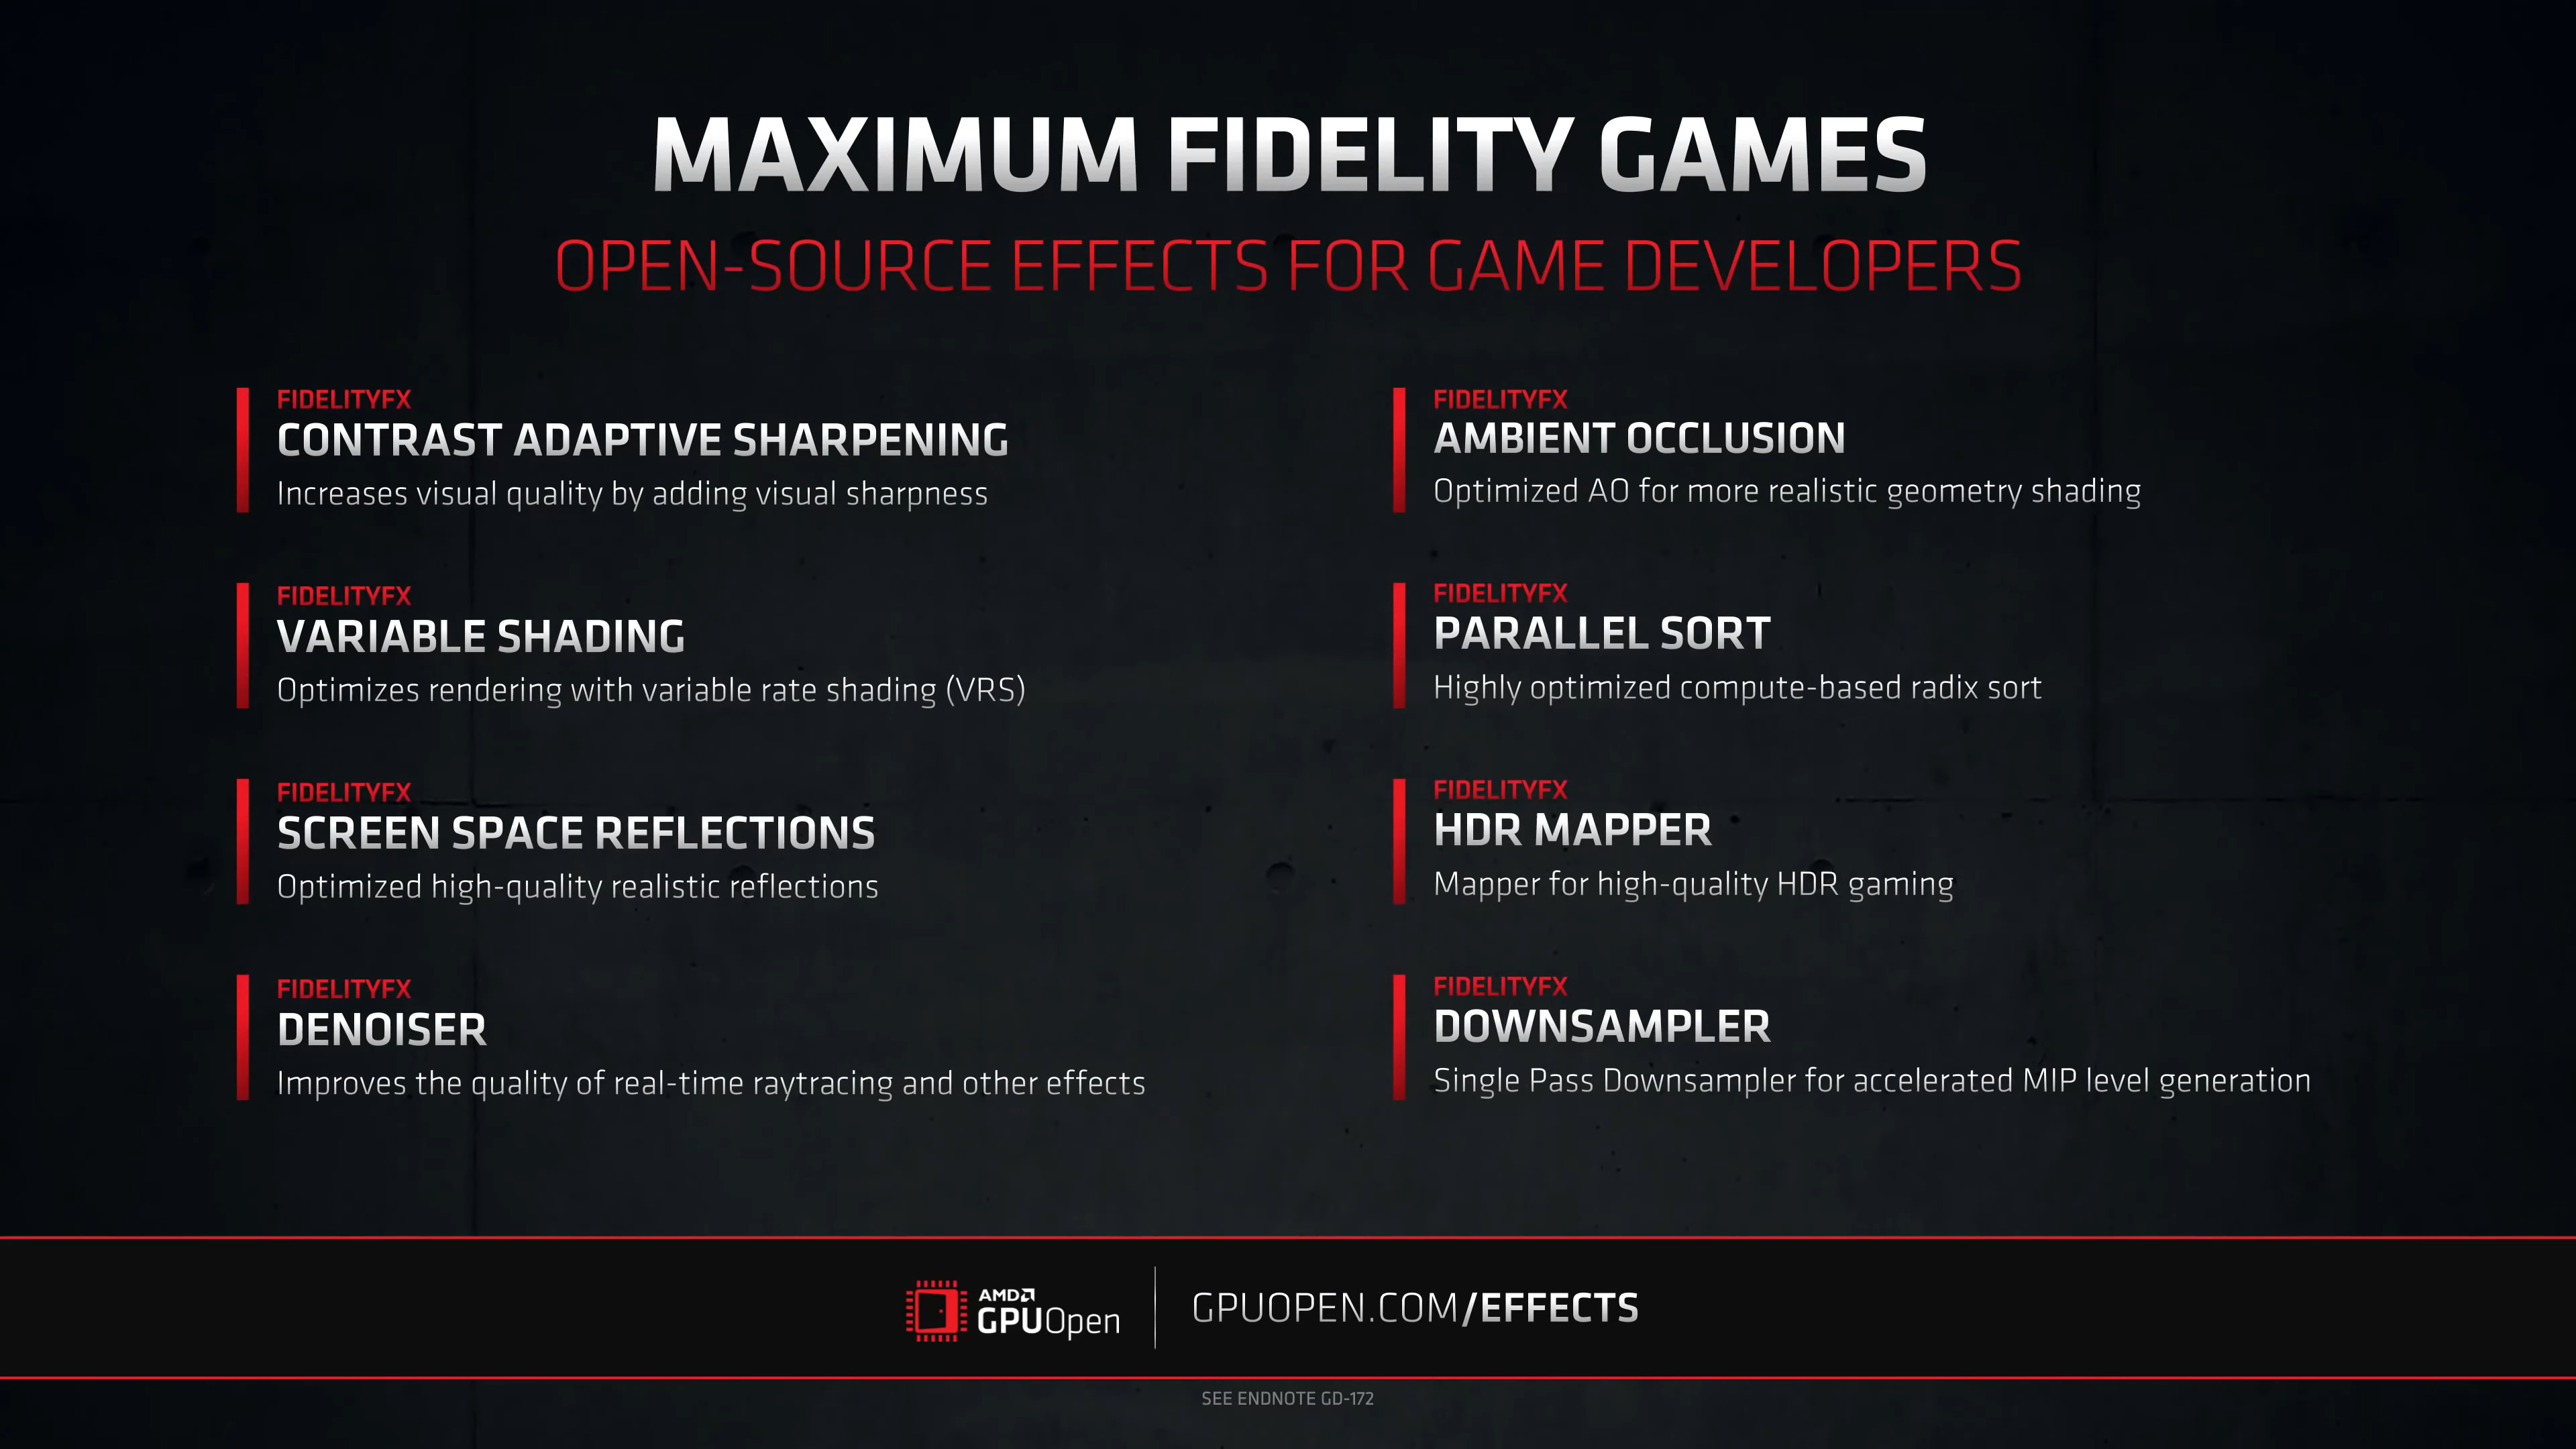 MAXIMUM FIDELITY GAMES
OPEN-SOURCE EFFECTS FOR GAME DEVELOPERS
FIDELITYFX
CONTRAST ADAPTIVE SHARPENING
Increases visual quality by adding visual sharpness
FIDELITYFX
VARIABLE SHADING
Optimizes rendering with variable rate shading (VRS)
FIDELITYFX
SCREEN SPACE REFLECTIONS
Optimized high-quality realistic reflections
FIDELITYFX
DENOISER
Improves the quality of real-time raytracing and other effects
FIDELITYFX
AMBIENT OCCLUSION
Optimized AO for more realistic geometry shading
FIDELITYFX
PARALLEL SORT
Highly optimized compute-based radix sort
FIDELITYFX
HDR MAPPER
Mapper for high-quality HDR gaming
FIDELITYFX
DOWNSAMPLER
Single Pass Downsampler for accelerated MIP level generation
AMD
GPUOpen
GPUOPEN.COM/EFFECTS
SEE ENDNOTE GD-172